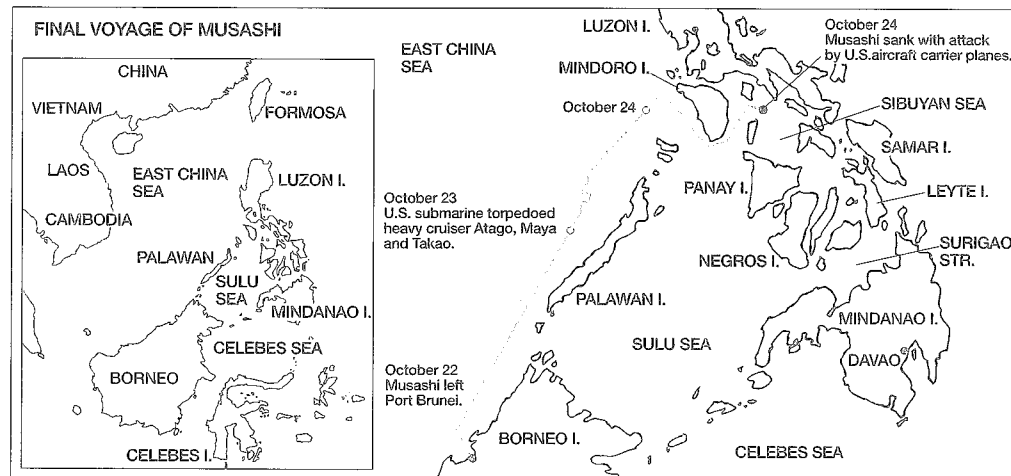 FINAL VOYAGE OF MUSASHI
CHINA
VIETNAM
FORMOSA
LAOS
EAST CHINA
SEA
LUZON I.
CAMBODIA
PALAWAN
SULU
SEA
MINDANAO I.
CELEBES SEA
BORNEO
CELEBES I.
EAST CHINA
SEA
LUZON I.
MINDORO I.
October 24
October 24
Musashi sank with attack
by U.S.aircraft carrier planes.
SIBUYAN SEA
SAMAR I.
PANAY I.
LEYTE I.
October 23
U.S. submarine torpedoed
heavy cruiser Atago, Maya
and Takao.
NEGROS I.
SURIGAO
STR.
PALAWAN I.
MINDANAO I.
SULU SEA
DAVAO
October 22
Musashi left
Port Brunei.
BORNEO I.
CELEBES SEA